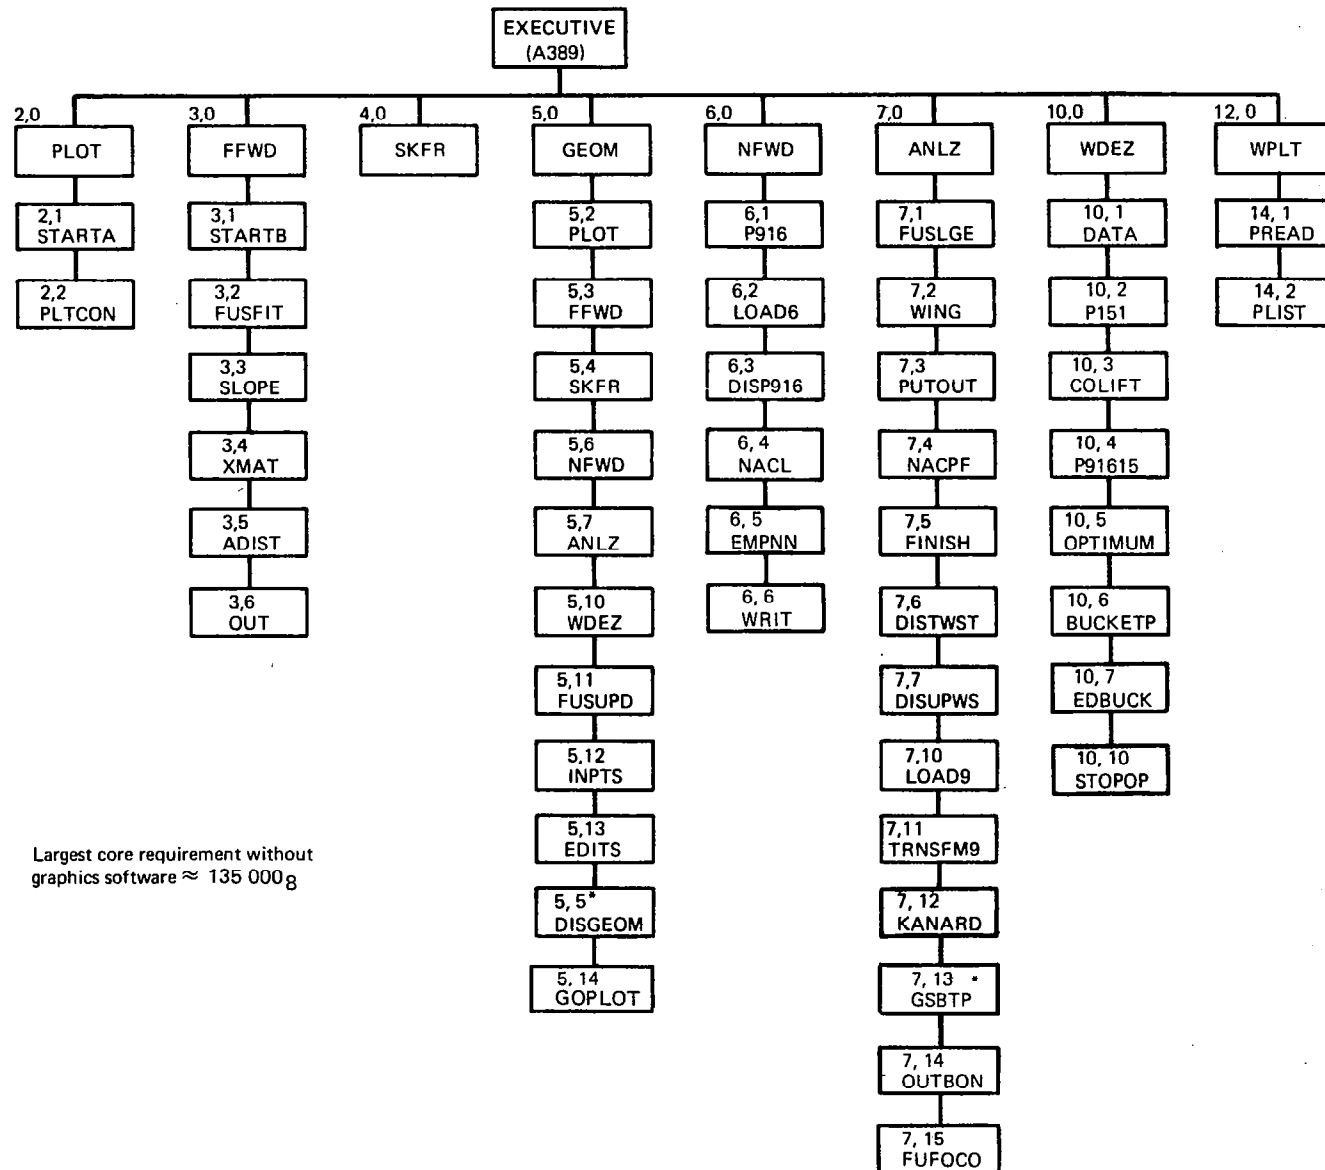 EXECUTIVE
(A389)
2,0
PLOT
2,1
STARTA
2,2
PLTCON
3,0
FFWD
3,1
STARTB
3,2
FUSFIT
3,3
SLOPE
3,4
XMAT
3,5
ADIST
3,6
OUT
4,0
SKFR
5,0
GEOM
5,2
PLOT
5,3
FFWD
5,4
SKFR
5,6
NFWD
5,7
ANLZ
5,10
WDEZ
5,11
FUSUPD
5,12
INPTS
5,13
EDITS
5, 5*
DISGEOM
5, 14
GOPLOT
6,0
NFWD
6,1
P916
6,2
LOAD6
6,3
DISP916
6, 4
NACL
6, 5
EMPNN
6, 6
WRIT
7,0
ANLZ
7,1
FUSLGE
7,2
WING
7,3
PUTOUT
7,4
NACPF
7,5
FINISH
7,6
DISTWST
7,7
DISUPWS
7,10
LOAD9
7,11
TRNSFM9
7, 12
KANARD
7, 13 *
GSBTP
7, 14
OUTBON
7, 15
FUFOCO
10,0
WDEZ
10, 1
DATA
10, 2
P151
10, 3
COLIFT
10, 4
P91615
10, 5
OPTIMUM
10, 6
BUCKETP
10, 7
EDBUCK
10, 10
STOPOP
12, 0
WPLT
14, 1
PREAD
14, 2
PLIST
Largest core requirement without
graphics software ≈ 135 000₈